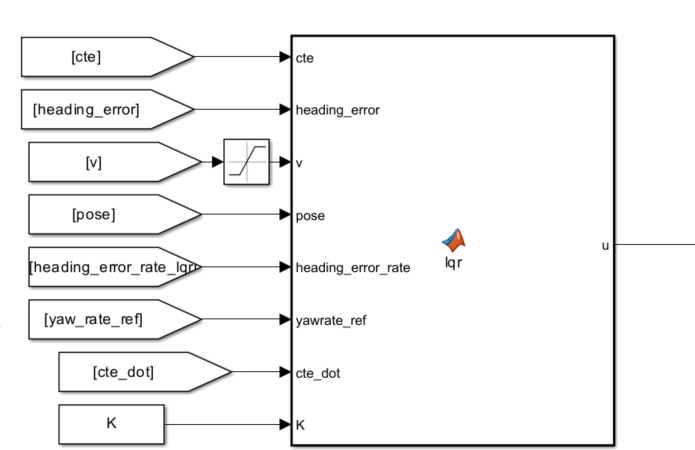 [cte]
cte
[heading_error]
heading_error
[v]
v
[pose]
pose
[heading_error_rate_lqr]
heading_error_rate
[yaw_rate_ref]
yawrate_ref
[cte_dot]
cte_dot
K
K
lqr
u